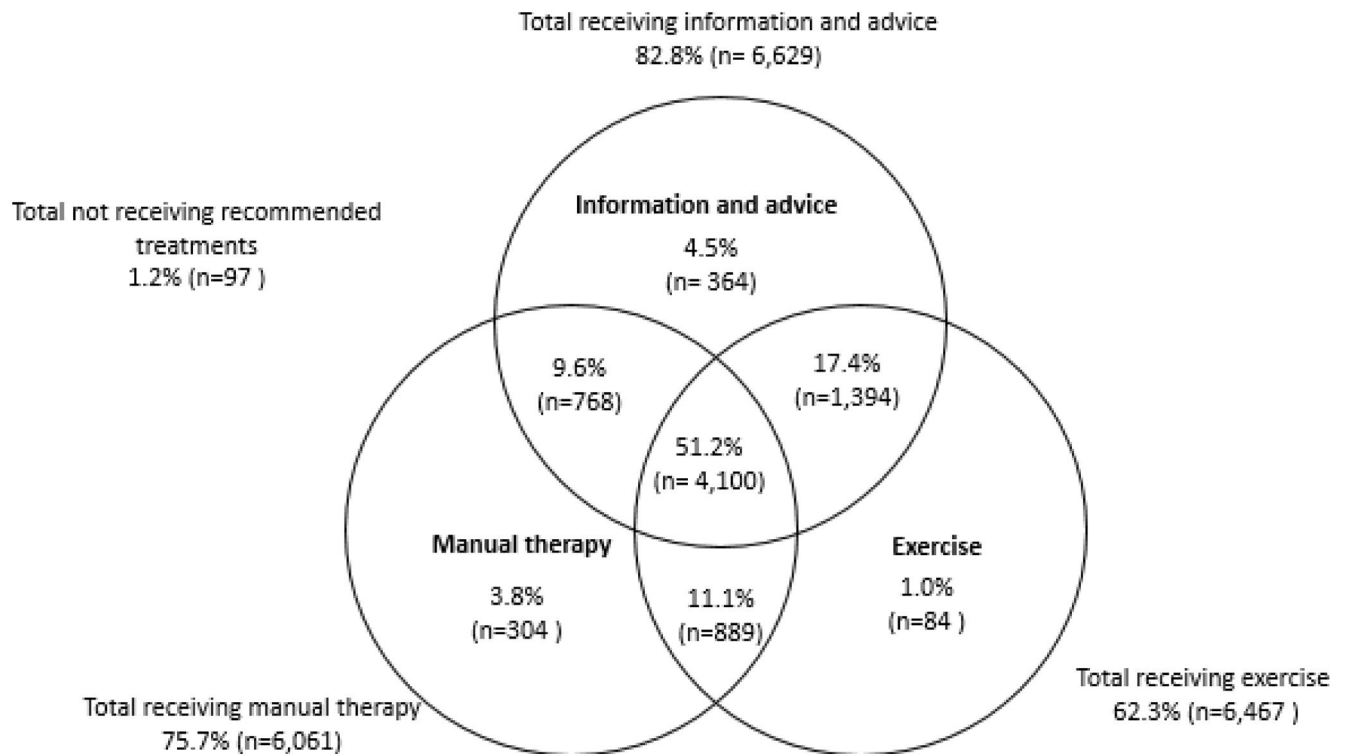 Total receiving information and advice
82.8% (n= 6,629)
Total not receiving recommended
treatments
1.2% (n=97 )
Information and advice
4.5%
(n= 364)
9.6%
(n=768)
17.4%
(n=1,394)
51.2%
(n= 4,100)
Manual therapy
3.8%
(n=304 )
11.1%
(n=889)
Exercise
1.0%
(n=84 )
Total receiving manual therapy
75.7% (n=6,061)
Total receiving exercise
62.3% (n=6,467 )